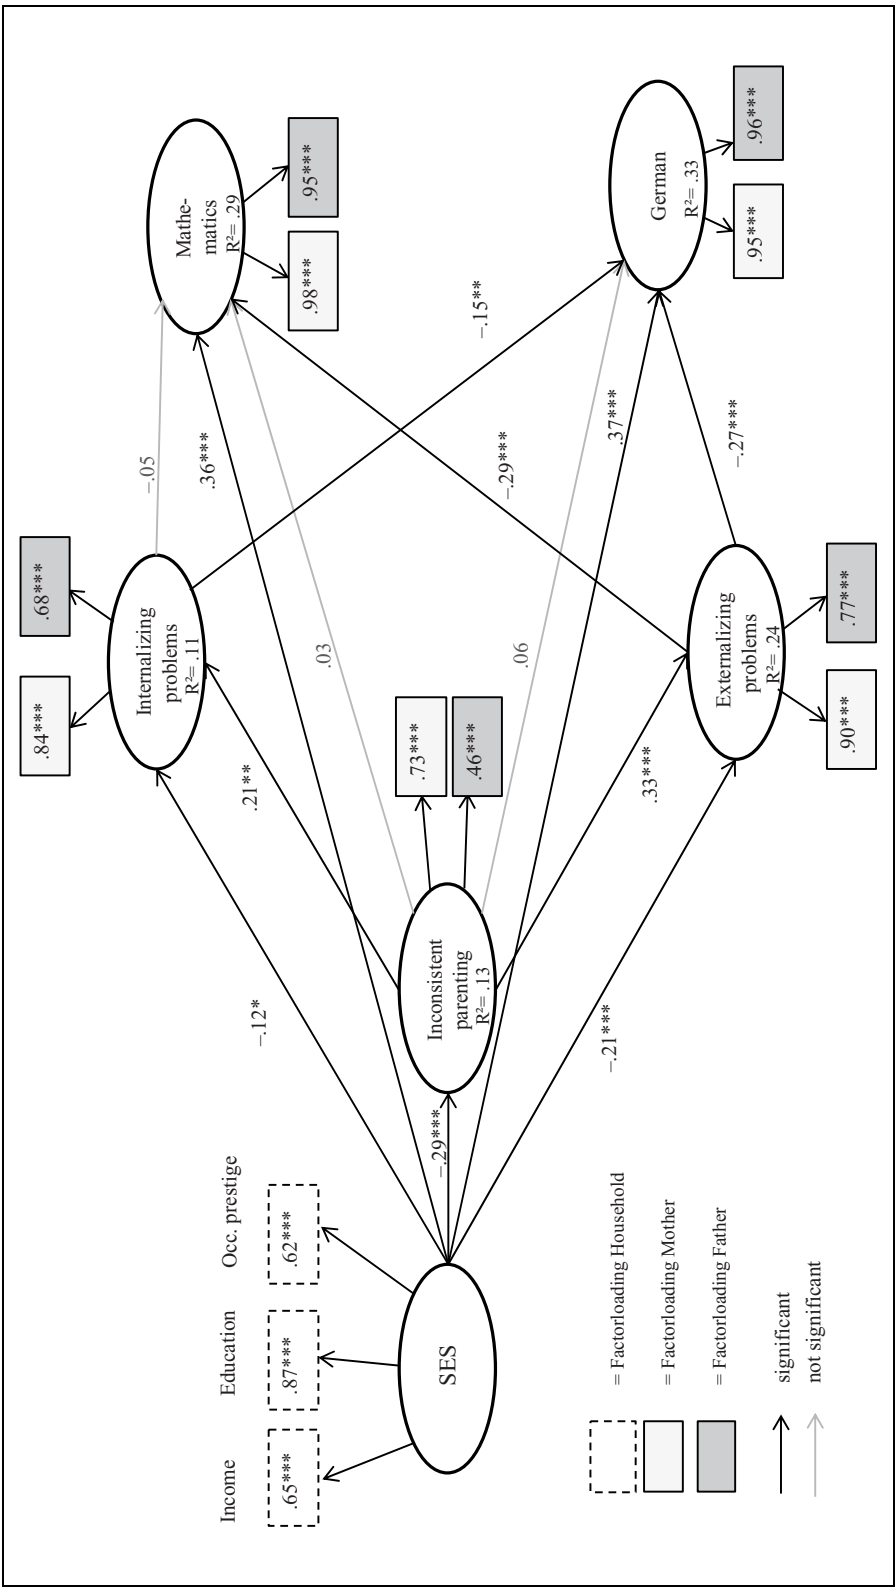 Income
Education
Occ. prestige
.65***
.87***
.62***
SES
–.12*
–.29***
–.21***
Inconsistent
parenting
R²= .13
.73***
.46***
.21**
.33***
.84***
.68***
Internalizing
problems
R²= .11
Externalizing
problems
R²= .24
.90***
.77***
–.05
.36***
.03
.06
–.29***
.37***
–.15**
–.27***
Mathe-
matics
R²= .29
.98***
.95***
German
R²= .33
.95***
.96***
= Factorloading Household
= Factorloading Mother
= Factorloading Father
significant
not significant